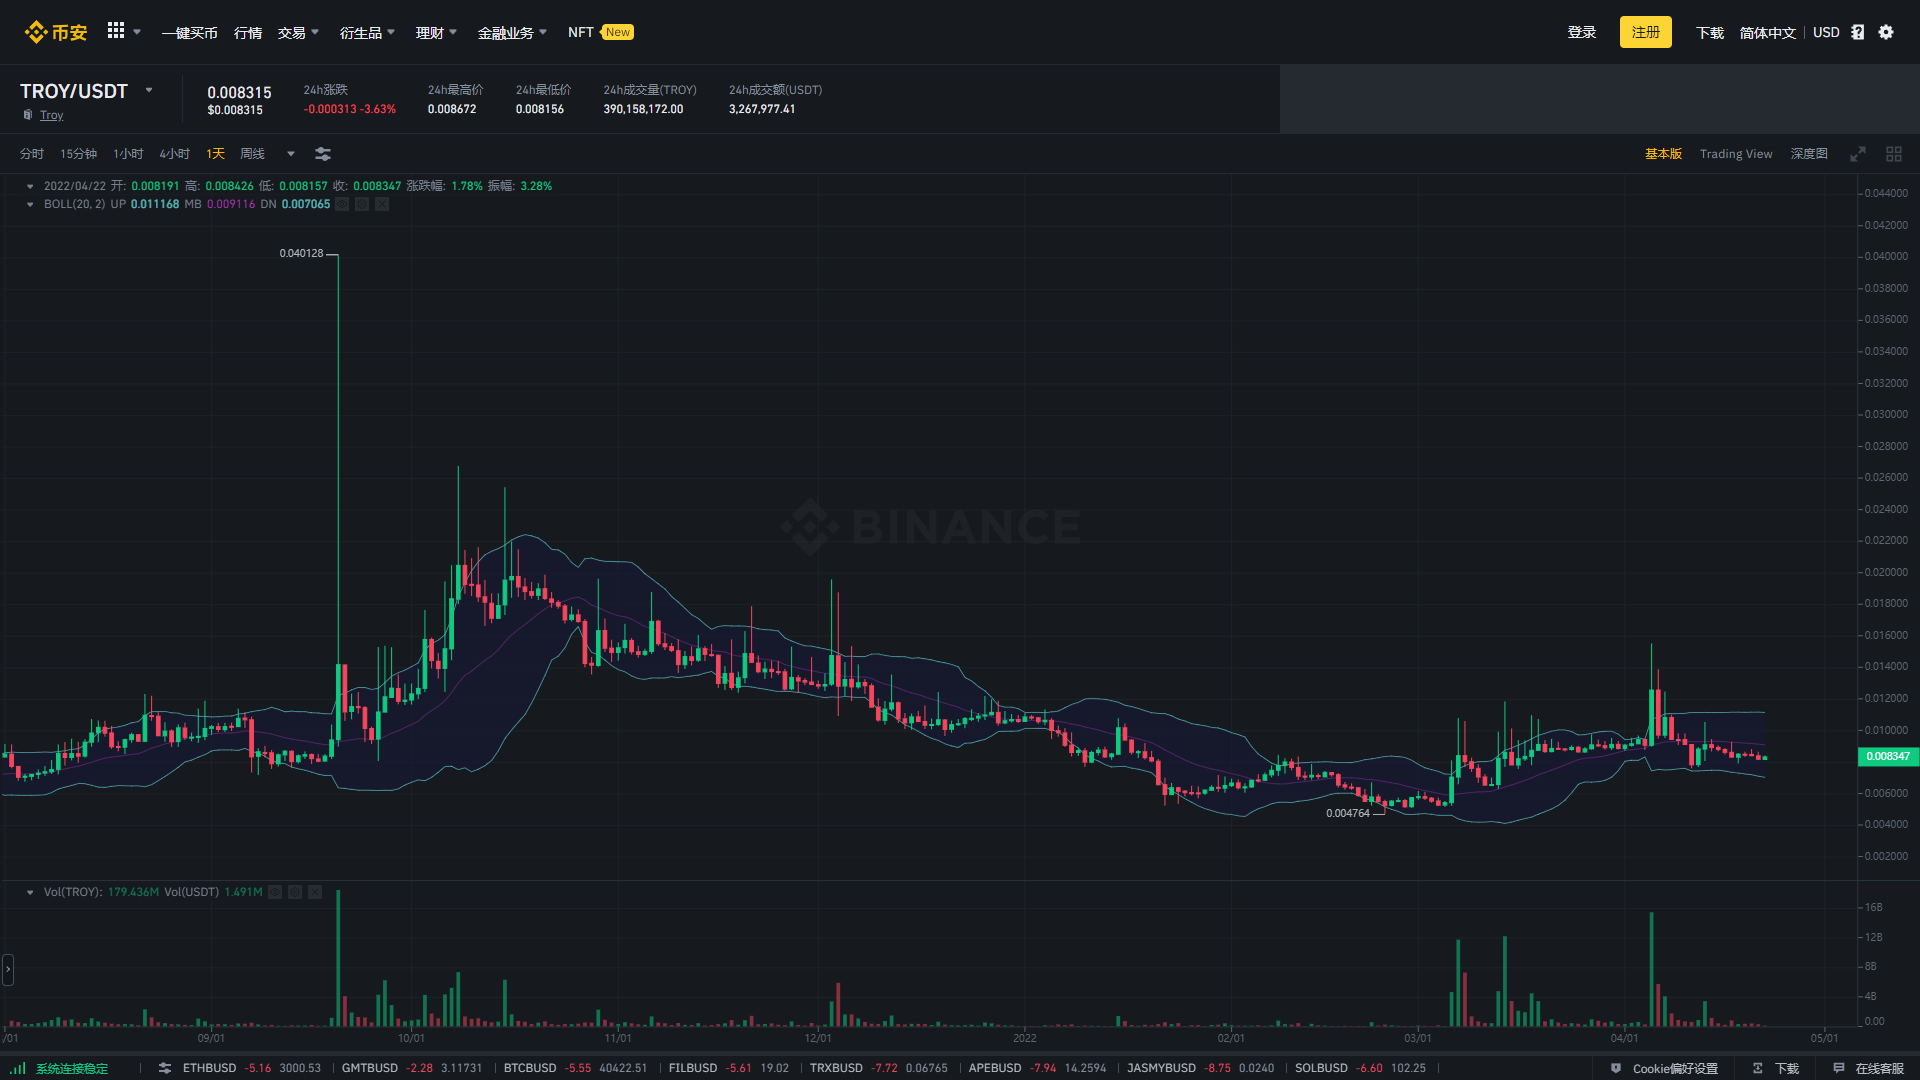 币安 一键买币 行情 交易 衍生品 理财 金融业务 NFT New 登录 注册 下载 简体中文 USD
TROY/USDT
Troy
0.008315
$0.008315
24h涨跌
-0.000313 -3.63%
24h最高价
0.008672
24h最低价
0.008156
24h成交量(TROY)
390,158,172.00
24h成交额(USDT)
3,267,977.41
分时 15分钟 1小时 4小时 1天 周线 基本版 Trading View 深度图
2022/04/22 开: 0.008191 高: 0.008426 低: 0.008157 收: 0.008347 涨跌幅: 1.78% 振幅: 3.28%
BOLL(20, 2) UP 0.011168 MB 0.009116 DN 0.007065
0.040128
BINANCE
0.004764
0.044000
0.042000
0.040000
0.038000
0.036000
0.034000
0.032000
0.030000
0.028000
0.026000
0.024000
0.022000
0.020000
0.018000
0.016000
0.014000
0.012000
0.010000
0.008347
0.006000
0.004000
0.002000
Vol(TROY): 179.436M Vol(USDT) 1.491M
16B
12B
8B
4B
0.00
/01 09/01 10/01 11/01 12/01 2022 02/01 03/01 04/01 05/01
系统连接稳定 ETHBUSD -5.16 3000.53 GMTBUSD -2.28 3.11731 BTCBUSD -5.55 40422.51 FILBUSD -5.61 19.02 TRXBUSD -7.72 0.06765 APEBUSD -7.94 14.2594 JASMYBUSD -8.75 0.0240 SOLBUSD -6.60 102.25 Cookie偏好设置 下载 在线客服